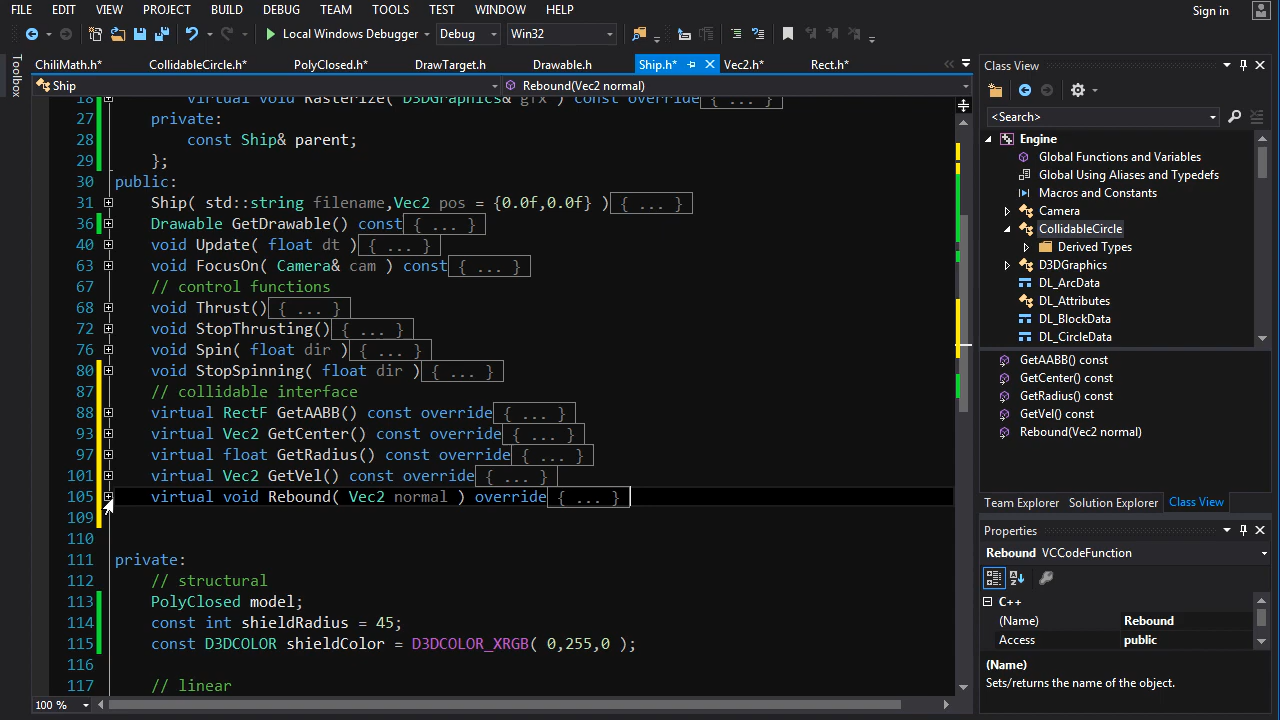 FILE EDIT VIEW PROJECT BUILD DEBUG TEAM TOOLS TEST WINDOW HELP Sign in
Local Windows Debugger Debug Win32
Toolbox
ChiliMath.h* CollidableCircle.h* PolyClosed.h* DrawTarget.h Drawable.h Ship.h* Vec2.h* Rect.h*
Ship Rebound(Vec2 normal)
18 virtual void Rasterize( D3DGraphics& gfx ) const override{ ... }
27 private:
28 const Ship& parent;
29 };
30 public:
31 Ship( std::string filename,Vec2 pos = {0.0f,0.0f} ){ ... }
36 Drawable GetDrawable() const{ ... }
40 void Update( float dt ){ ... }
63 void FocusOn( Camera& cam ) const{ ... }
67 // control functions
68 void Thrust(){ ... }
72 void StopThrusting(){ ... }
76 void Spin( float dir ){ ... }
80 void StopSpinning( float dir ){ ... }
87 // collidable interface
88 virtual RectF GetAABB() const override{ ... }
93 virtual Vec2 GetCenter() const override{ ... }
97 virtual float GetRadius() const override{ ... }
101 virtual Vec2 GetVel() const override{ ... }
105 virtual void Rebound( Vec2 normal ) override{ ... }
109
110
111 private:
112 // structural
113 PolyClosed model;
114 const int shieldRadius = 45;
115 const D3DCOLOR shieldColor = D3DCOLOR_XRGB( 0,255,0 );
116
117 // linear
100 %
Class View
<Search>
Engine
Global Functions and Variables
Global Using Aliases and Typedefs
Macros and Constants
Camera
CollidableCircle
Derived Types
D3DGraphics
DL_ArcData
DL_Attributes
DL_BlockData
DL_CircleData
GetAABB() const
GetCenter() const
GetRadius() const
GetVel() const
Rebound(Vec2 normal)
Team Explorer Solution Explorer Class View
Properties
Rebound VCCodeFunction
C++
(Name) Rebound
Access public
(Name)
Sets/returns the name of the object.